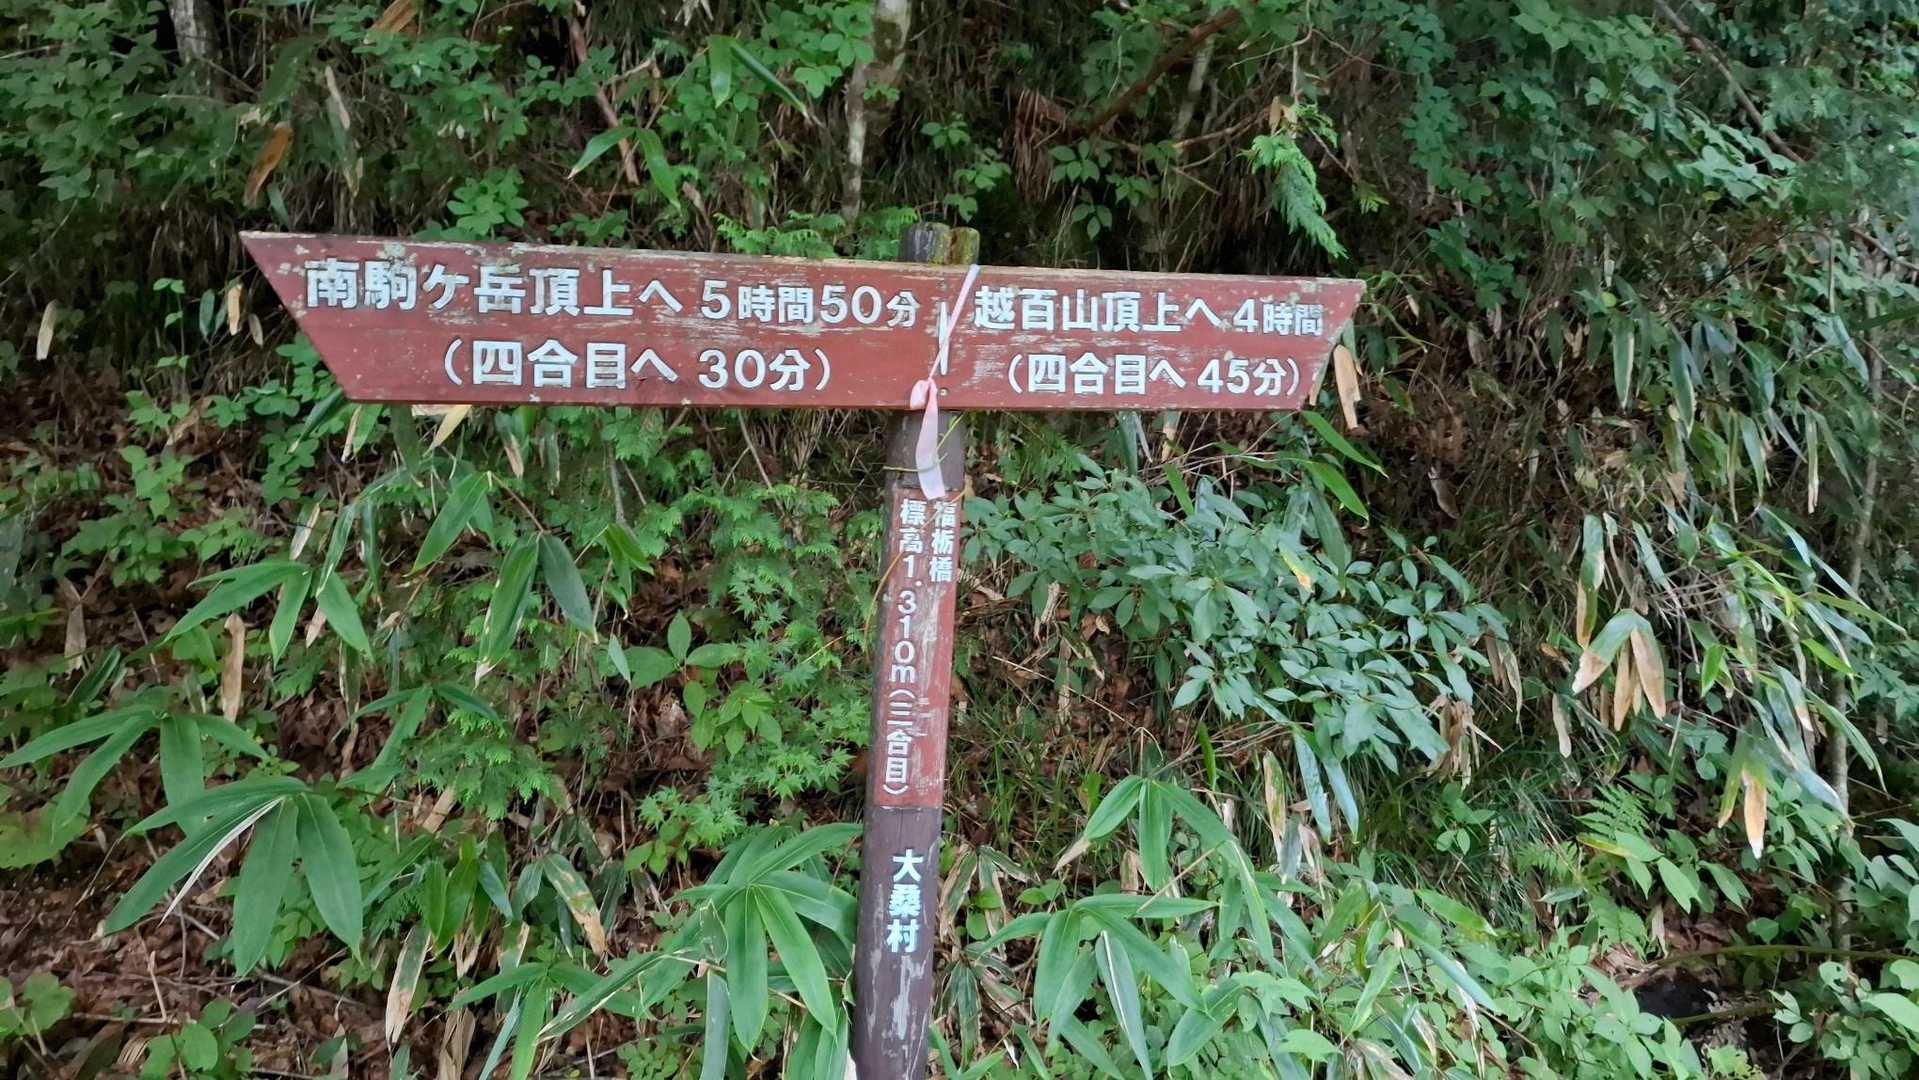 南駒ケ岳頂上へ 5時間50分
(四合目へ 30分)
越百山頂上へ 4時間
(四合目へ 45分)
福栃橋
標高1.310m(三合目)
大桑村